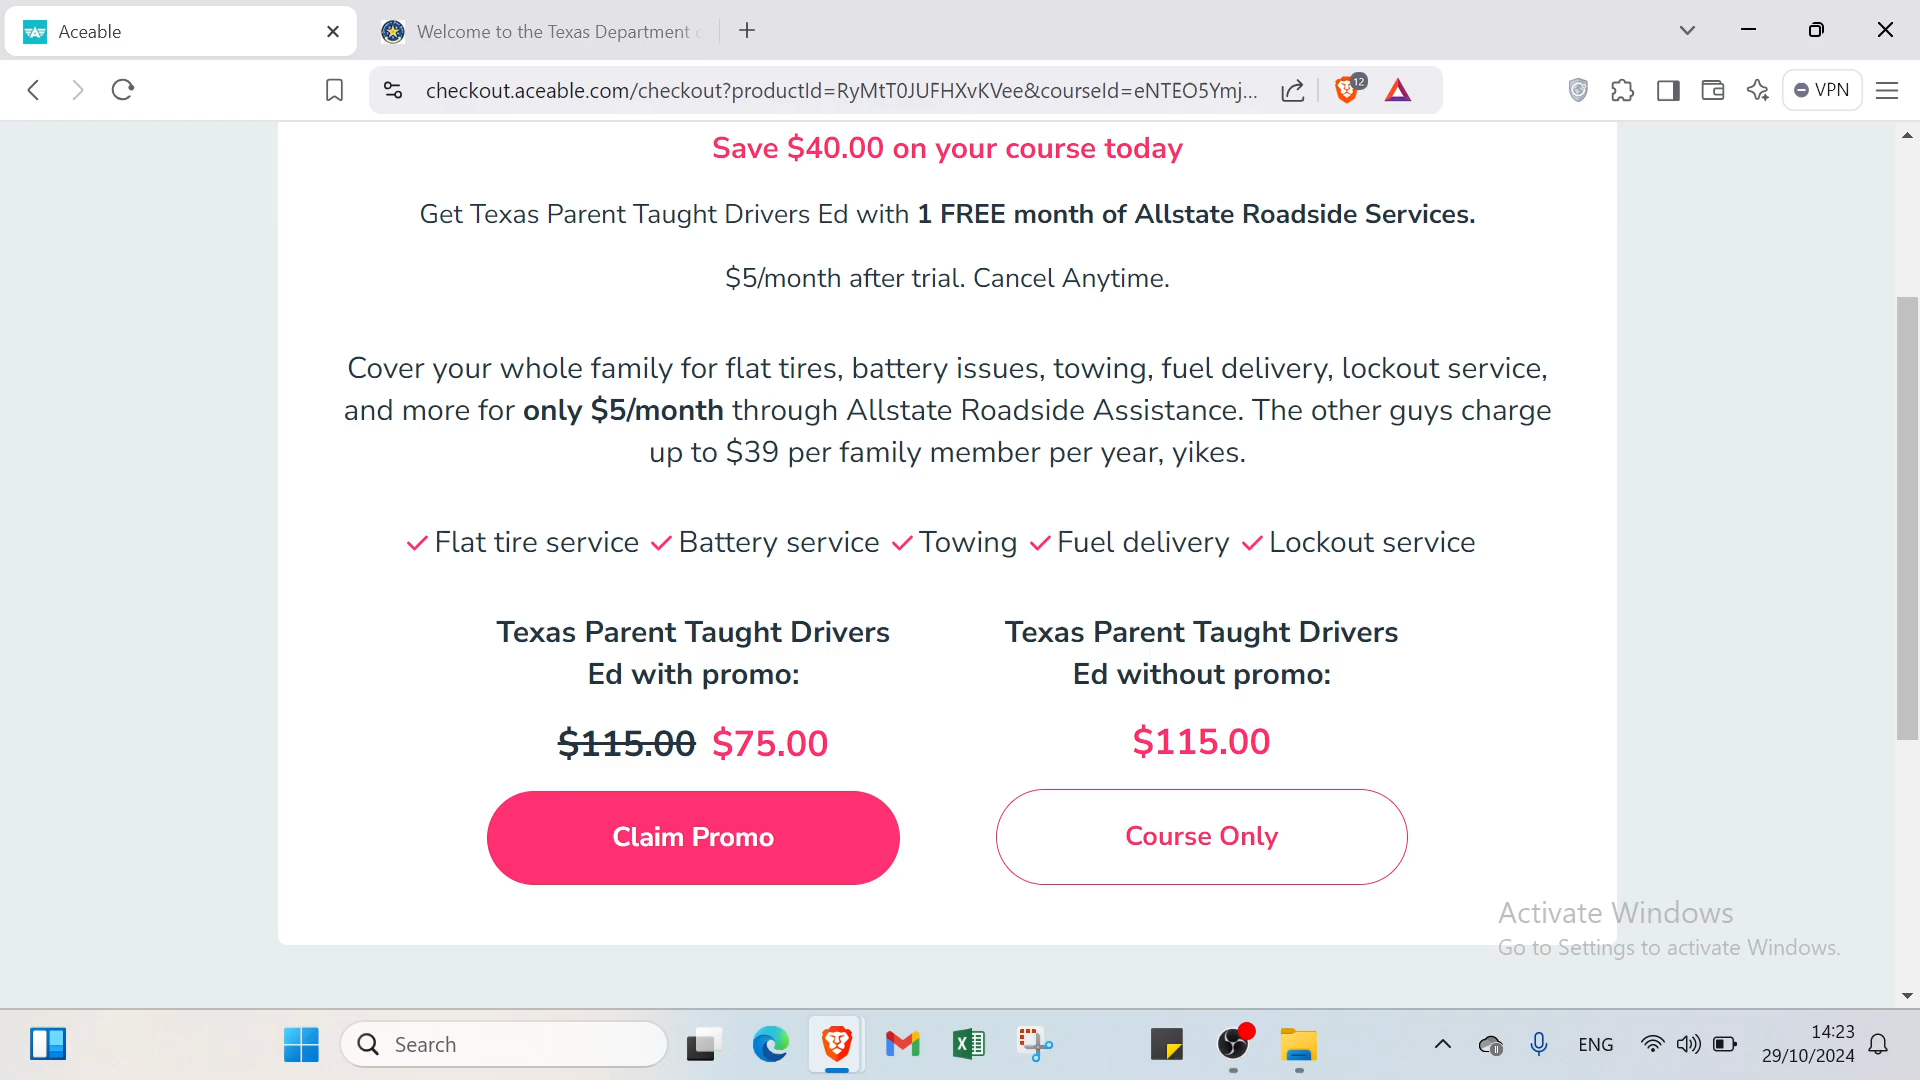 Aceable
Welcome to the Texas Department
checkout.aceable.com/checkout?productId=RyMtT0JUFHXvKVee&courseId=eNTEO5Ymj...
12
VPN
Save $40.00 on your course today
Get Texas Parent Taught Drivers Ed with 1 FREE month of Allstate Roadside Services.
$5/month after trial. Cancel Anytime.
Cover your whole family for flat tires, battery issues, towing, fuel delivery, lockout service,
and more for only $5/month through Allstate Roadside Assistance. The other guys charge
up to $39 per family member per year, yikes.
Flat tire service Battery service Towing Fuel delivery Lockout service
Texas Parent Taught Drivers
Ed with promo:
$115.00 $75.00
Claim Promo
Texas Parent Taught Drivers
Ed without promo:
$115.00
Course Only
Activate Windows
Go to Settings to activate Windows.
Search
ENG
14:23
29/10/2024